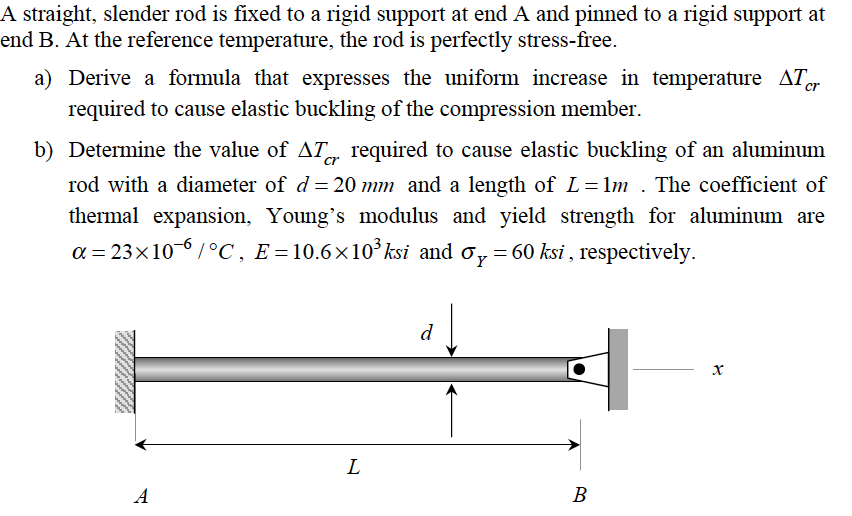 A straight, slender rod is fixed to a rigid support at end A and pinned to a rigid support at
end B. At the reference temperature, the rod is perfectly stress-free.
a) Derive a formula that expresses the uniform increase in temperature ΔT_cr
required to cause elastic buckling of the compression member.
b) Determine the value of ΔT_cr required to cause elastic buckling of an aluminum
rod with a diameter of d = 20 mm and a length of L = 1m . The coefficient of
thermal expansion, Young's modulus and yield strength for aluminum are
α = 23×10⁻⁶ / °C , E = 10.6×10³ ksi and σ_Y = 60 ksi , respectively.
d
x
L
A B